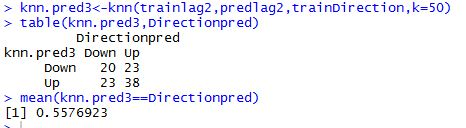 > knn.pred3<-knn(trainlag2,predlag2,trainDirection,k=50)
> table(knn.pred3,Directionpred)
Directionpred
knn.pred3 Down Up
Down 20 23
Up 23 38
> mean(knn.pred3==Directionpred)
[1] 0.5576923
>